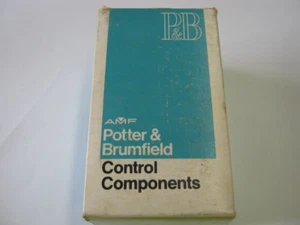 P&B
AMF
Potter &
Brumfield
Control
Components